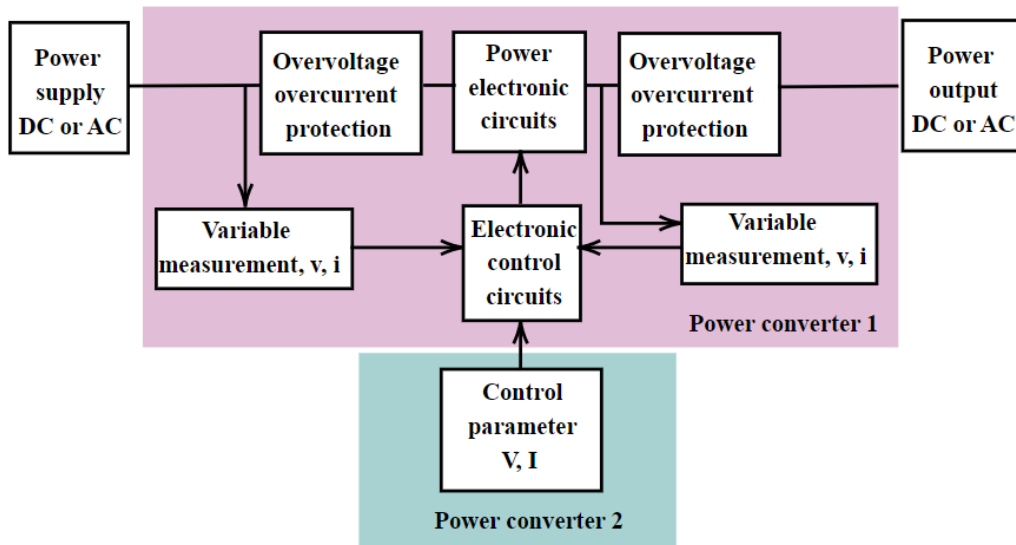 Power
supply
DC or AC
Overvoltage
overcurrent
protection
Power
electronic
circuits
Overvoltage
overcurrent
protection
Power
output
DC or AC
Variable
measurement, v, i
Electronic
control
circuits
Variable
measurement, v, i
Power converter 1
Control
parameter
V, I
Power converter 2